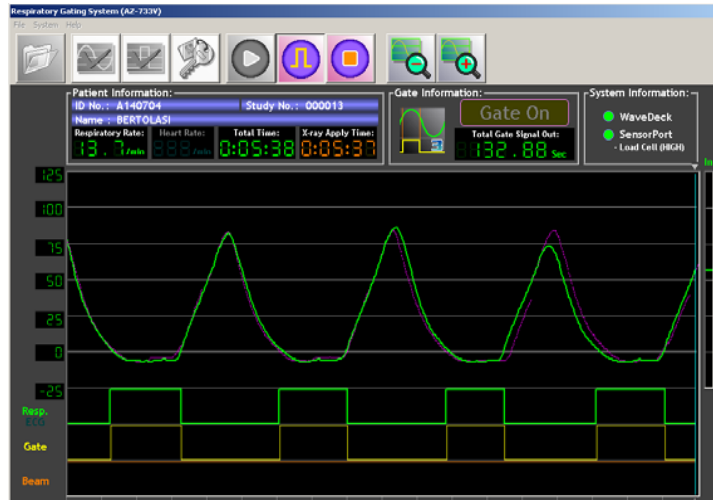 Respiratory Gating System (AZ-733V)
File System Help
Patient Information:
ID No.: A140704 Study No.: 000013
Name : BERTOLASI
Respiratory Rate: Heart Rate: Total Time: X-ray Apply Time:
13.7/min 888/min 0:05:38 0:05:37
Gate Information:
Gate On
Total Gate Signal Out:
132.88 Sec
System Information:
WaveDeck
SensorPort
- Load Cell (HIGH)
In
125
100
75
50
25
0
-25
Resp.
ECG
Gate
Beam